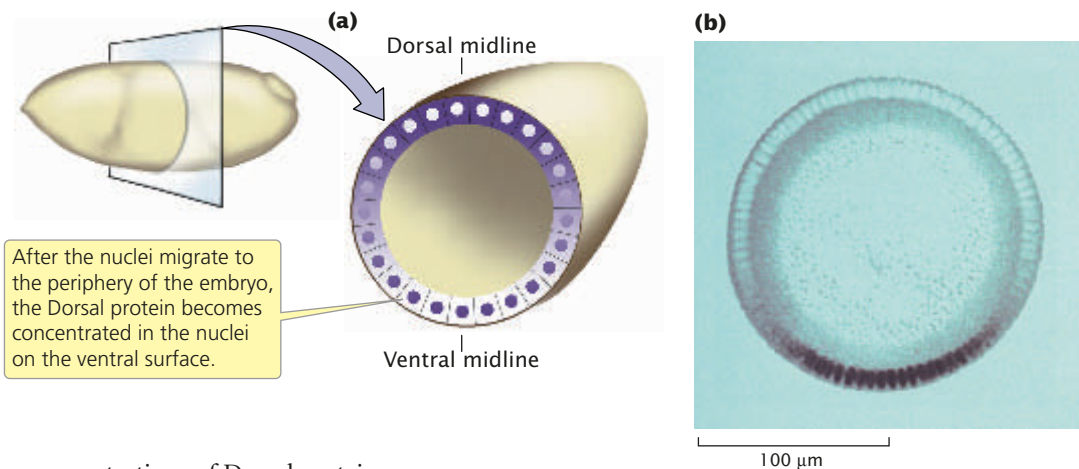 (a)
(b)
Dorsal midline
After the nuclei migrate to
the periphery of the embryo,
the Dorsal protein becomes
concentrated in the nuclei
on the ventral surface.
Ventral midline
100 μm